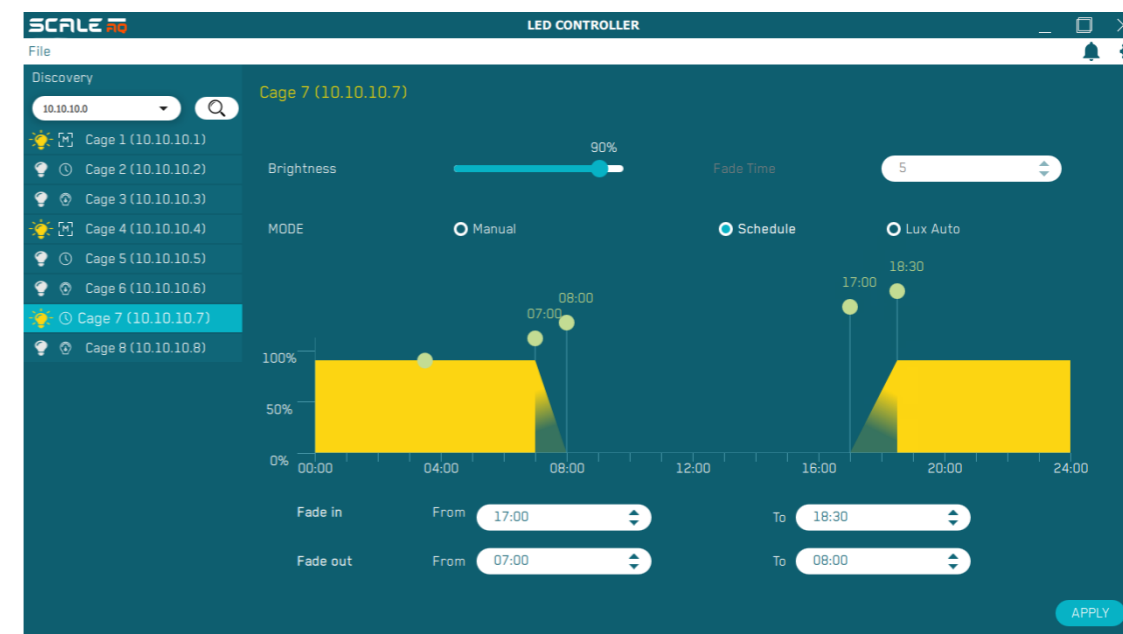 SCALE AQ LED CONTROLLER
File
Discovery
10.10.10.0
Cage 1 (10.10.10.1)
Cage 2 (10.10.10.2)
Cage 3 (10.10.10.3)
Cage 4 (10.10.10.4)
Cage 5 (10.10.10.5)
Cage 6 (10.10.10.6)
Cage 7 (10.10.10.7)
Cage 8 (10.10.10.8)
Cage 7 (10.10.10.7)
90%
Brightness Fade Time 5
MODE Manual Schedule Lux Auto
18:30
17:00
08:00
07:00
100%
50%
0%
00:00 04:00 08:00 12:00 16:00 20:00 24:00
Fade in From 17:00 To 18:30
Fade out From 07:00 To 08:00
APPLY